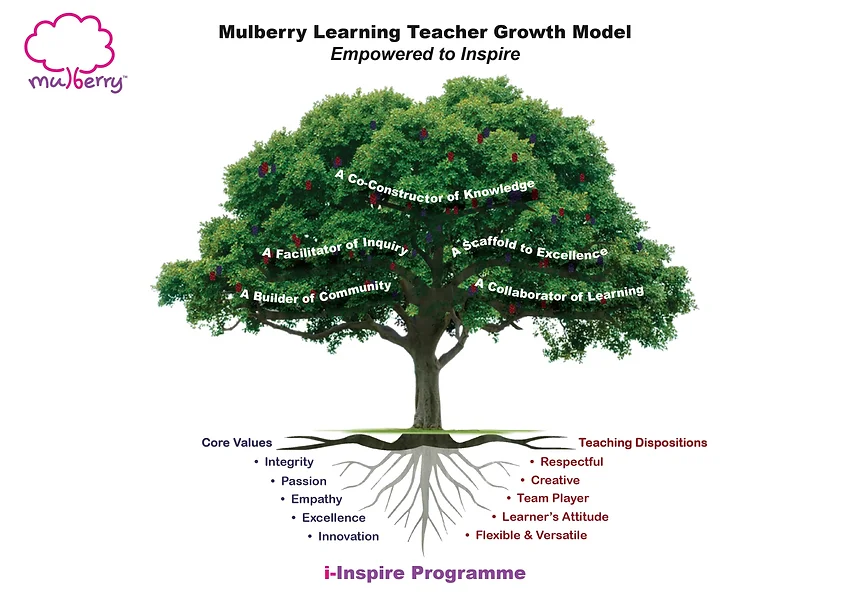 Mulberry Learning Teacher Growth Model
Empowered to Inspire
mulberry™
A Co-Constructor of Knowledge
A Facilitator of Inquiry
A Scaffold to Excellence
A Builder of Community
A Collaborator of Learning
Core Values
• Integrity
• Passion
• Empathy
• Excellence
• Innovation
Teaching Dispositions
• Respectful
• Creative
• Team Player
• Learner's Attitude
• Flexible & Versatile
i-Inspire Programme